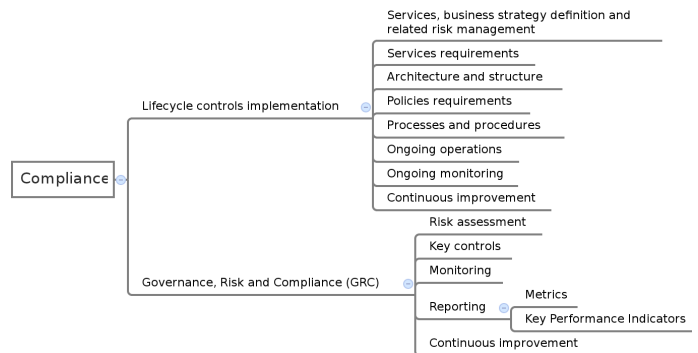 Compliance
Lifecycle controls implementation
Services, business strategy definition and
related risk management
Services requirements
Architecture and structure
Policies requirements
Processes and procedures
Ongoing operations
Ongoing monitoring
Continuous improvement
Governance, Risk and Compliance (GRC)
Risk assessment
Key controls
Monitoring
Reporting
Metrics
Key Performance Indicators
Continuous improvement